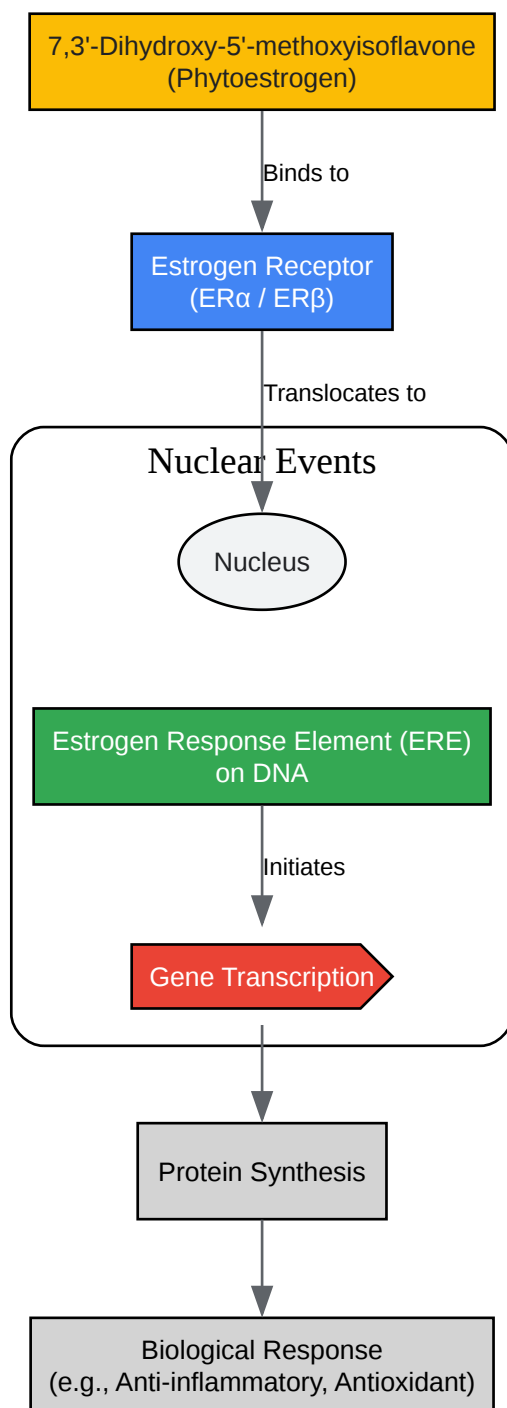 7,3'-Dihydroxy-5'-methoxyisoflavone
(Phytoestrogen)
Binds to
Estrogen Receptor
(ERα / ERβ)
Translocates to
Nuclear Events
Nucleus
Estrogen Response Element (ERE)
on DNA
Initiates
Gene Transcription
Protein Synthesis
Biological Response
(e.g., Anti-inflammatory, Antioxidant)